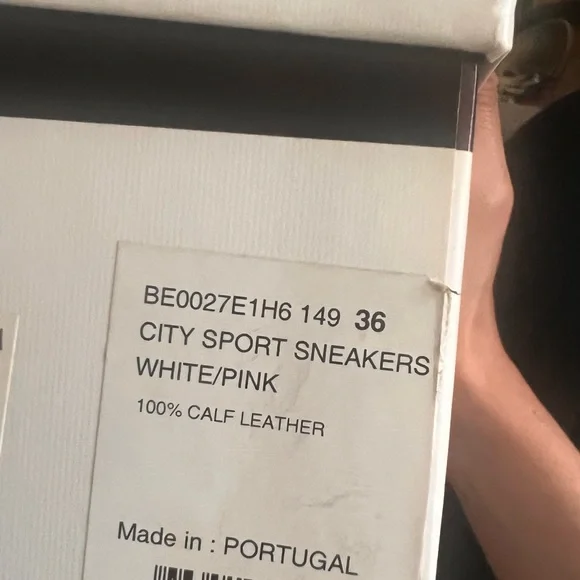 BE0027E1H6 149 36
CITY SPORT SNEAKERS
WHITE/PINK
100% CALF LEATHER
Made in : PORTUGAL